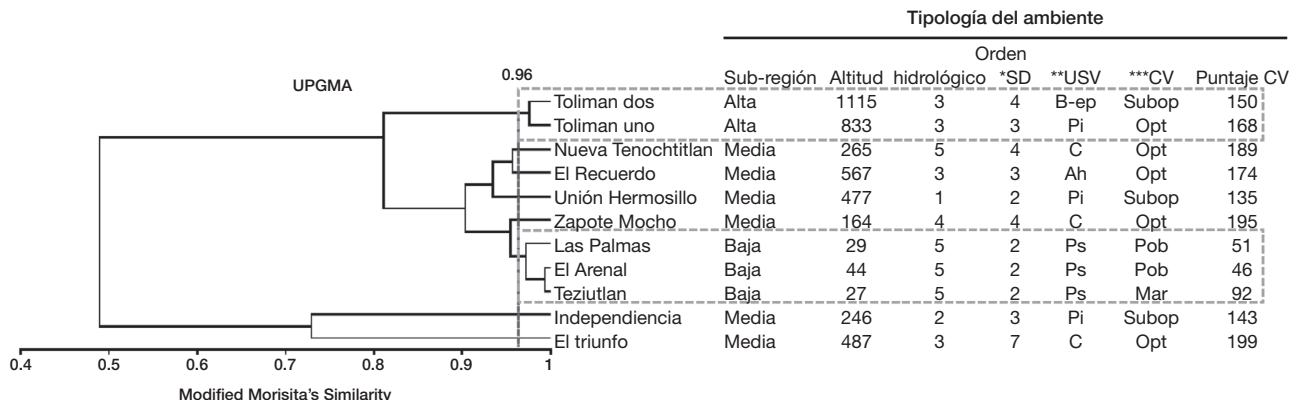 Tipología del ambiente
Orden
UPGMA 0.96 Sub-región Altitud hidrológico *SD **USV ***CV Puntaje CV
Toliman dos Alta 1115 3 4 B-ep Subop 150
Toliman uno Alta 833 3 3 Pi Opt 168
Nueva Tenochtitlan Media 265 5 4 C Opt 189
El Recuerdo Media 567 3 3 Ah Opt 174
Unión Hermosillo Media 477 1 2 Pi Subop 135
Zapote Mocho Media 164 4 4 C Opt 195
Las Palmas Baja 29 5 2 Ps Pob 51
El Arenal Baja 44 5 2 Ps Pob 46
Teziutlan Baja 27 5 2 Ps Mar 92
Independiencia Media 246 2 3 Pi Subop 143
El triunfo Media 487 3 7 C Opt 199
0.4 0.5 0.6 0.7 0.8 0.9 1
Modified Morisita's Similarity